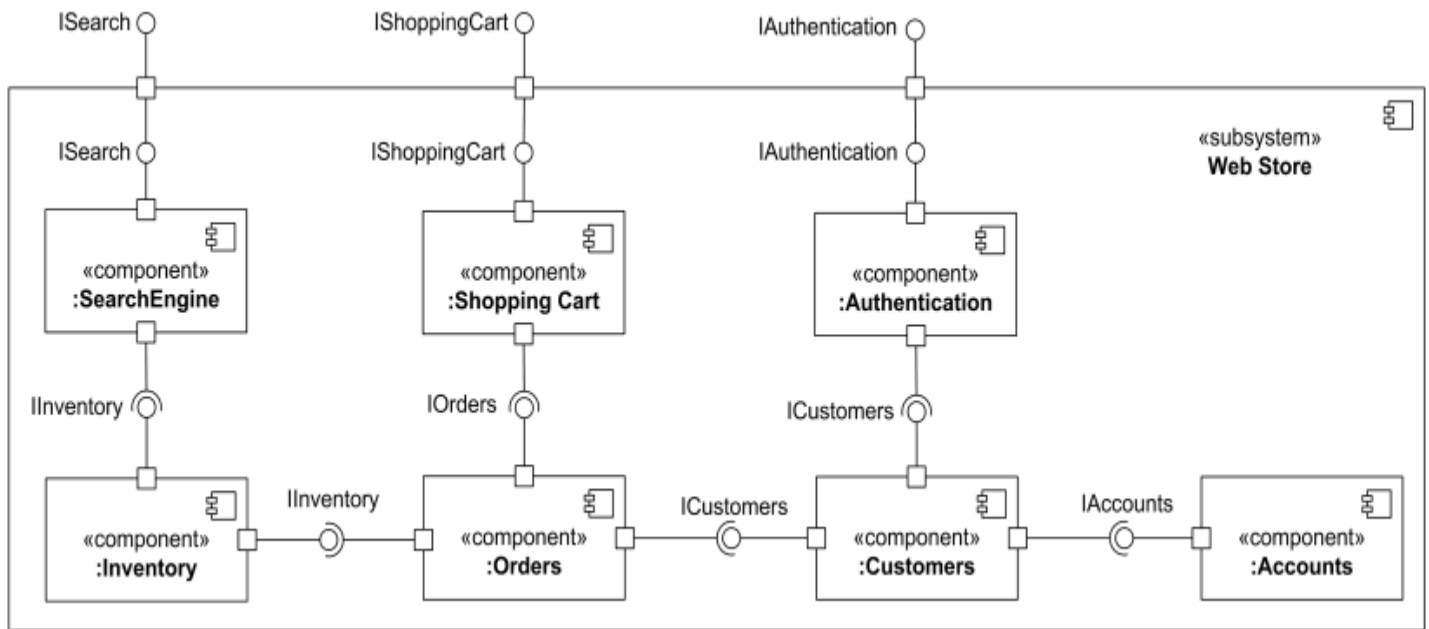 ISearch
IShoppingCart
IAuthentication
«subsystem»
Web Store
ISearch
IShoppingCart
IAuthentication
«component»
:SearchEngine
«component»
:Shopping Cart
«component»
:Authentication
IInventory
IOrders
ICustomers
IInventory
ICustomers
IAccounts
«component»
:Inventory
«component»
:Orders
«component»
:Customers
«component»
:Accounts